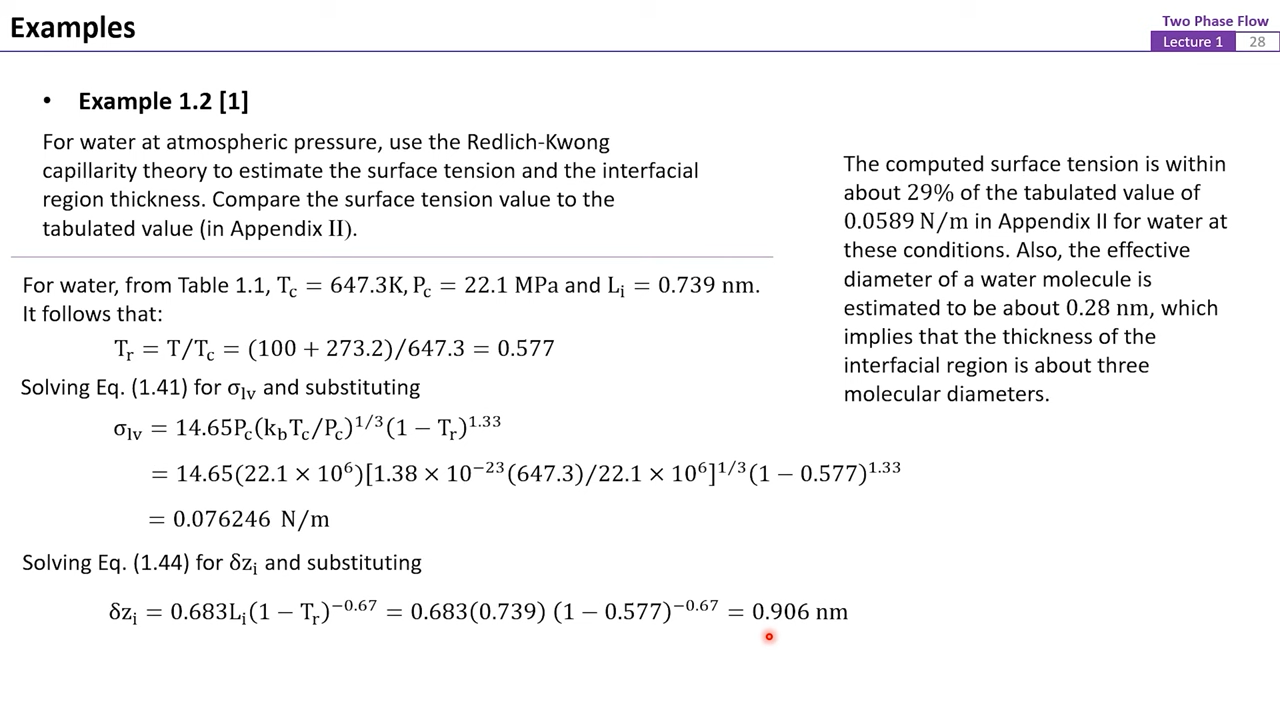 Examples
Two Phase Flow
Lecture 1 28
• Example 1.2 [1]
For water at atmospheric pressure, use the Redlich-Kwong
capillarity theory to estimate the surface tension and the interfacial
region thickness. Compare the surface tension value to the
tabulated value (in Appendix II).
For water, from Table 1.1, T_c = 647.3K, P_c = 22.1 MPa and L_i = 0.739 nm.
It follows that:
T_r = T/T_c = (100 + 273.2)/647.3 = 0.577
Solving Eq. (1.41) for σ_lv and substituting
σ_lv = 14.65P_c(k_bT_c/P_c)^1/3(1 − T_r)^1.33
= 14.65(22.1 × 10^6)[1.38 × 10^−23(647.3)/22.1 × 10^6]^1/3(1 − 0.577)^1.33
= 0.076246 N/m
Solving Eq. (1.44) for δz_i and substituting
δz_i = 0.683L_i(1 − T_r)^−0.67 = 0.683(0.739) (1 − 0.577)^−0.67 = 0.906 nm
The computed surface tension is within
about 29% of the tabulated value of
0.0589 N/m in Appendix II for water at
these conditions. Also, the effective
diameter of a water molecule is
estimated to be about 0.28 nm, which
implies that the thickness of the
interfacial region is about three
molecular diameters.